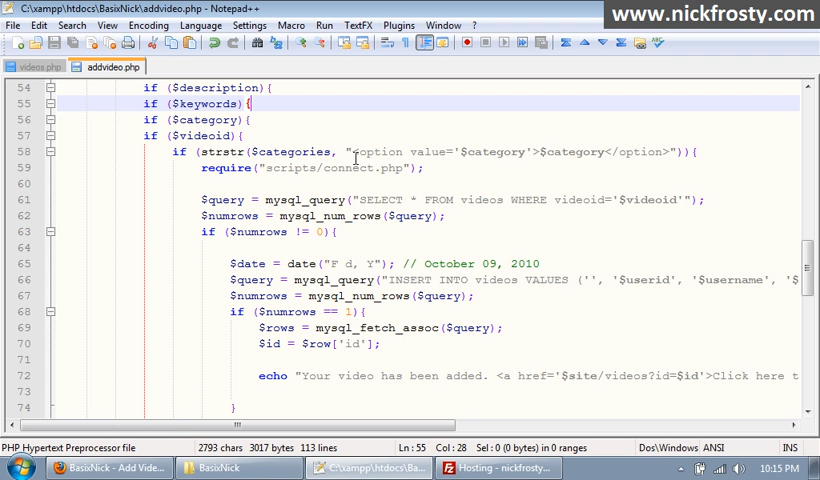 C:\xampp\htdocs\BasixNick\addvideo.php - Notepad++
www.nickfrosty.com
File Edit Search View Encoding Language Settings Macro Run TextFX Plugins Window ?
videos.php addvideo.php
54 if ($description){
55 if ($keywords){
56 if ($category){
57 if ($videoid){
58 if (strstr($categories, "<option value='$category'>$category</option>")){
59 require("scripts/connect.php");
60
61 $query = mysql_query("SELECT * FROM videos WHERE videoid='$videoid'");
62 $numrows = mysql_num_rows($query);
63 if ($numrows != 0){
64
65 $date = date("F d, Y"); // October 09, 2010
66 $query = mysql_query("INSERT INTO videos VALUES ('', '$userid', '$username', '$
67 $numrows = mysql_num_rows($query);
68 if ($numrows == 1){
69 $rows = mysql_fetch_assoc($query);
70 $id = $row['id'];
71
72 echo "Your video has been added. <a href='$site/videos?id=$id'>Click here t
73
74 }
PHP Hypertext Preprocessor file 2793 chars 3017 bytes 113 lines Ln : 55 Col : 28 Sel : 0 (0 bytes) in 0 ranges Dos\Windows ANSI INS
BasixNick - Add Vide... BasixNick C:\xampp\htdocs\Ba... Hosting - nickfrosty... 10:15 PM